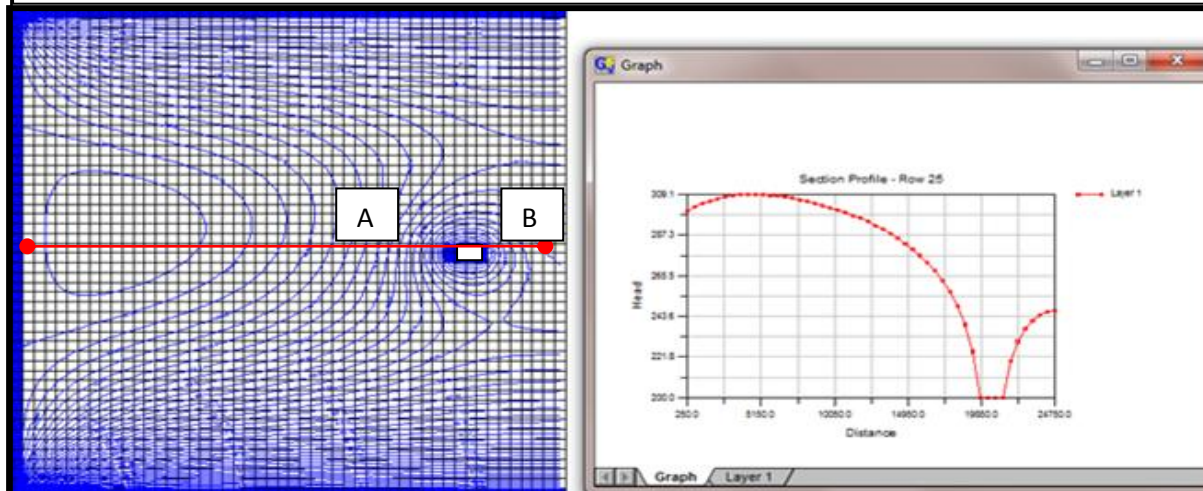 A
B
Graph
Section Profile - Row 25
Layer 1
309.1
287.3
265.5
243.6
221.8
200.0
Head
250.0 5150.0 10050.0 14950.0 19850.0 24750.0
Distance
Graph Layer 1